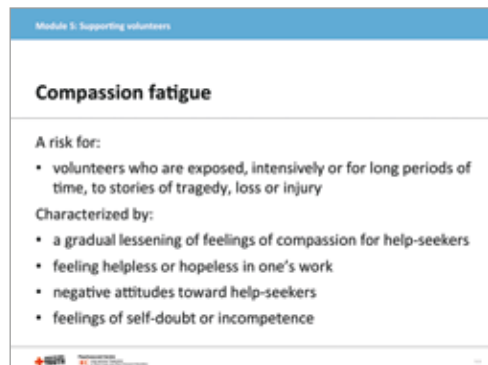 Module 5: Supporting volunteers
Compassion fatigue
A risk for:
• volunteers who are exposed, intensively or for long periods of
time, to stories of tragedy, loss or injury
Characterized by:
• a gradual lessening of feelings of compassion for help-seekers
• feeling helpless or hopeless in one's work
• negative attitudes toward help-seekers
• feelings of self-doubt or incompetence